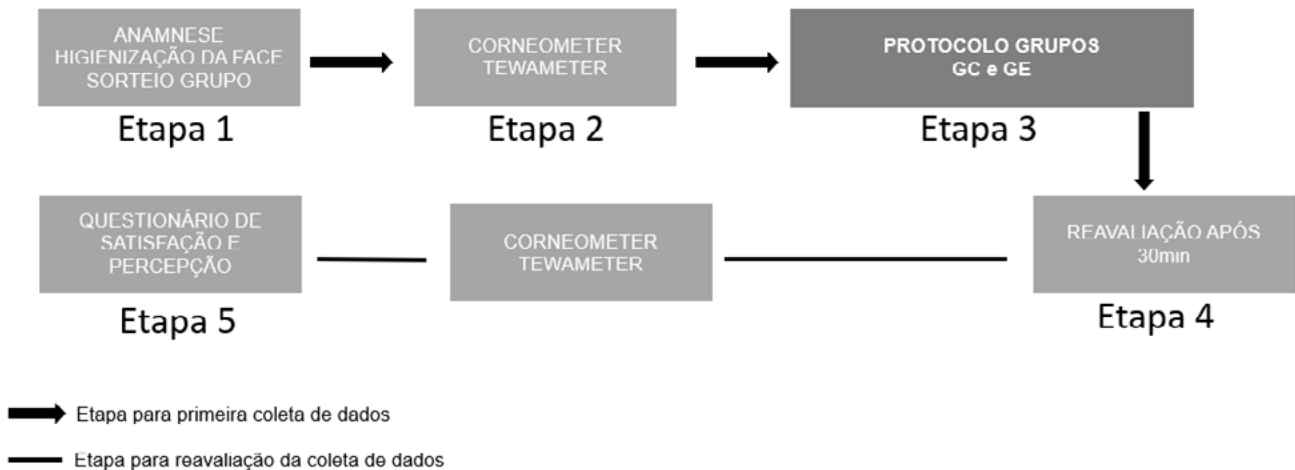 ANAMNESE
HIGIENIZAÇÃO DA FACE
SORTEIO GRUPO
Etapa 1
CORNEOMETER
TEWAMETER
Etapa 2
PROTOCOLO GRUPOS
GC e GE
Etapa 3
REAVALIAÇÃO APÓS
30min
Etapa 4
CORNEOMETER
TEWAMETER
QUESTIONÁRIO DE
SATISFAÇÃO E
PERCEPÇÃO
Etapa 5
Etapa para primeira coleta de dados
Etapa para reavaliação da coleta de dados